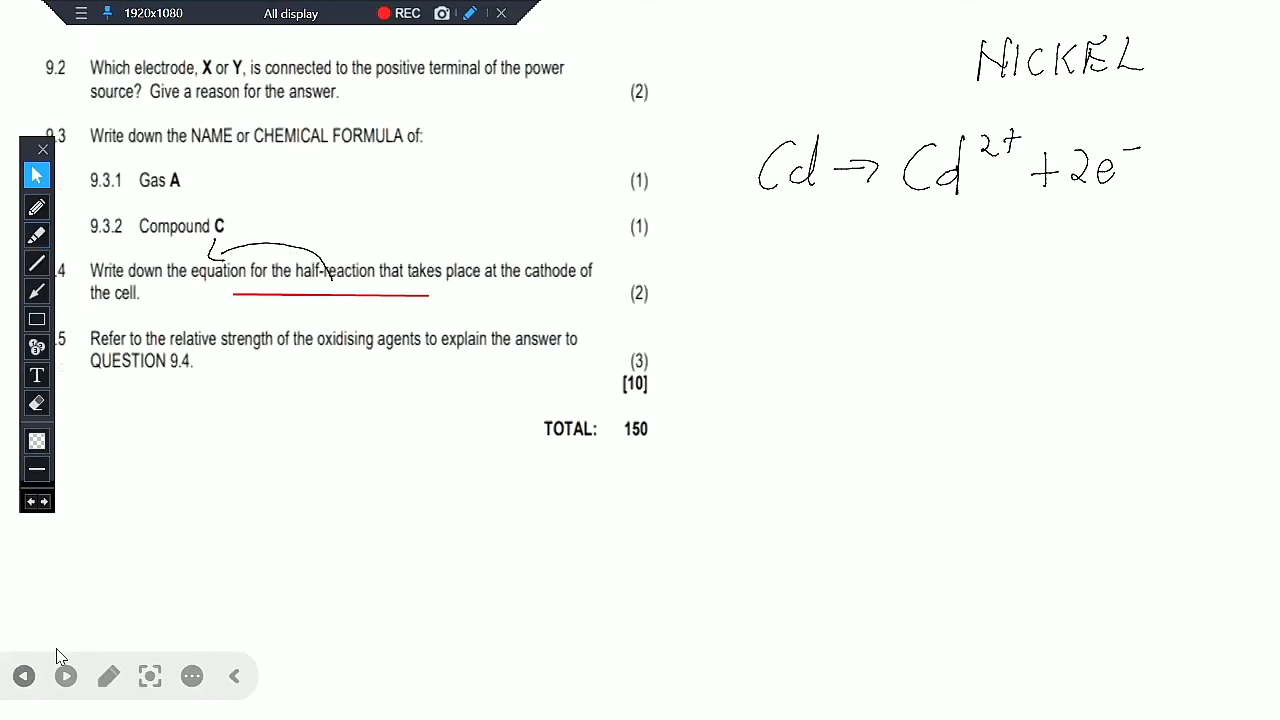 1920x1080 All display REC
9.2 Which electrode, X or Y, is connected to the positive terminal of the power
source? Give a reason for the answer. (2)
9.3 Write down the NAME or CHEMICAL FORMULA of:
9.3.1 Gas A (1)
9.3.2 Compound C (1)
.4 Write down the equation for the half-reaction that takes place at the cathode of
the cell. (2)
.5 Refer to the relative strength of the oxidising agents to explain the answer to
QUESTION 9.4. (3)
[10]
TOTAL: 150
T
NICKEL
Cd → Cd²⁺ + 2e⁻